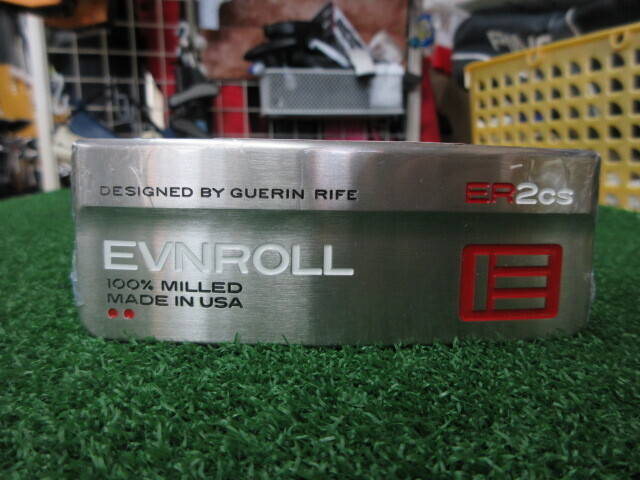 DESIGNED BY GUERIN RIFE ER2cs
EVNROLL
100% MILLED
MADE IN USA